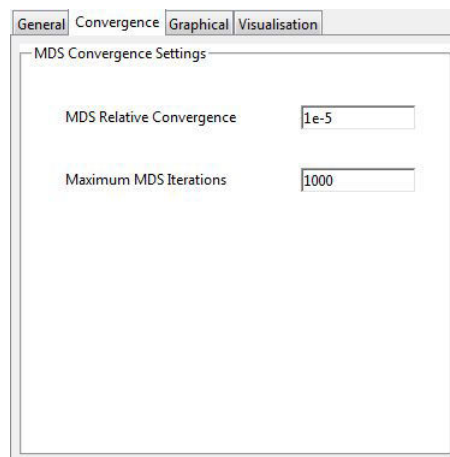 General Convergence Graphical Visualisation
MDS Convergence Settings
MDS Relative Convergence 1e-5
Maximum MDS Iterations 1000